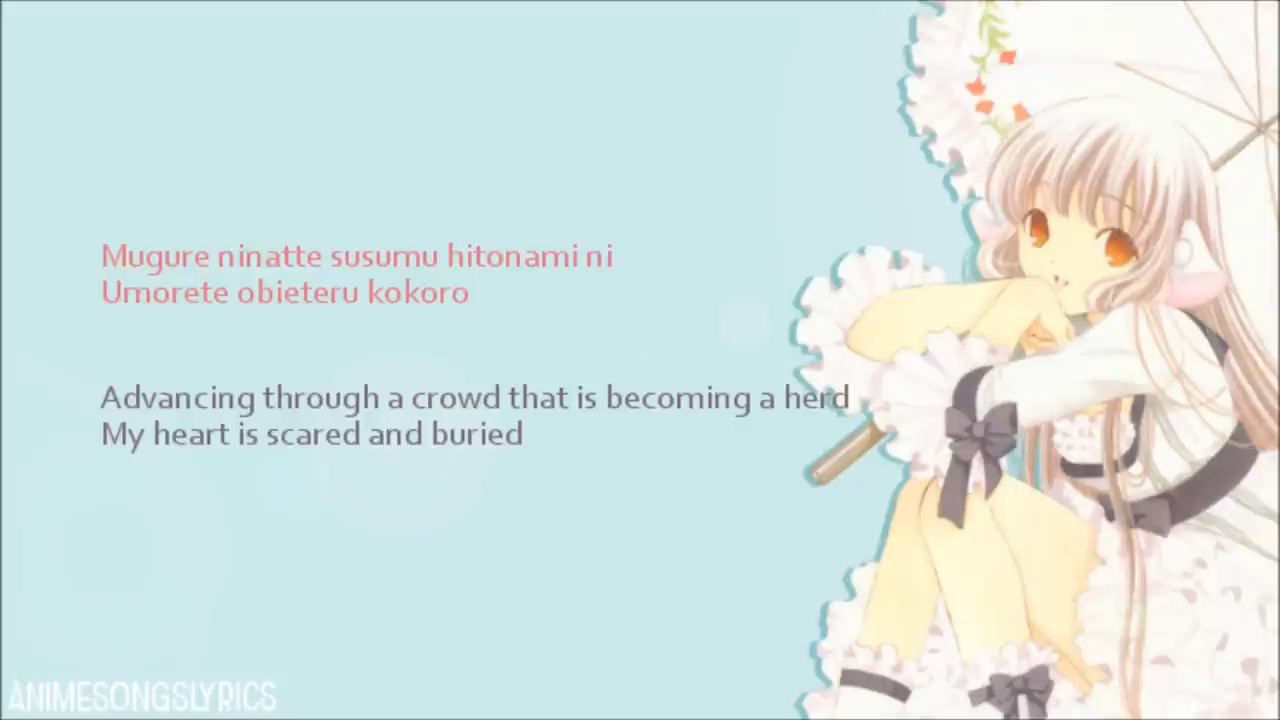 Mugure ninatte susumu hitonami ni
Umorete obieteru kokoro
Advancing through a crowd that is becoming a herd
My heart is scared and buried
ANIMESONGSLYRICS